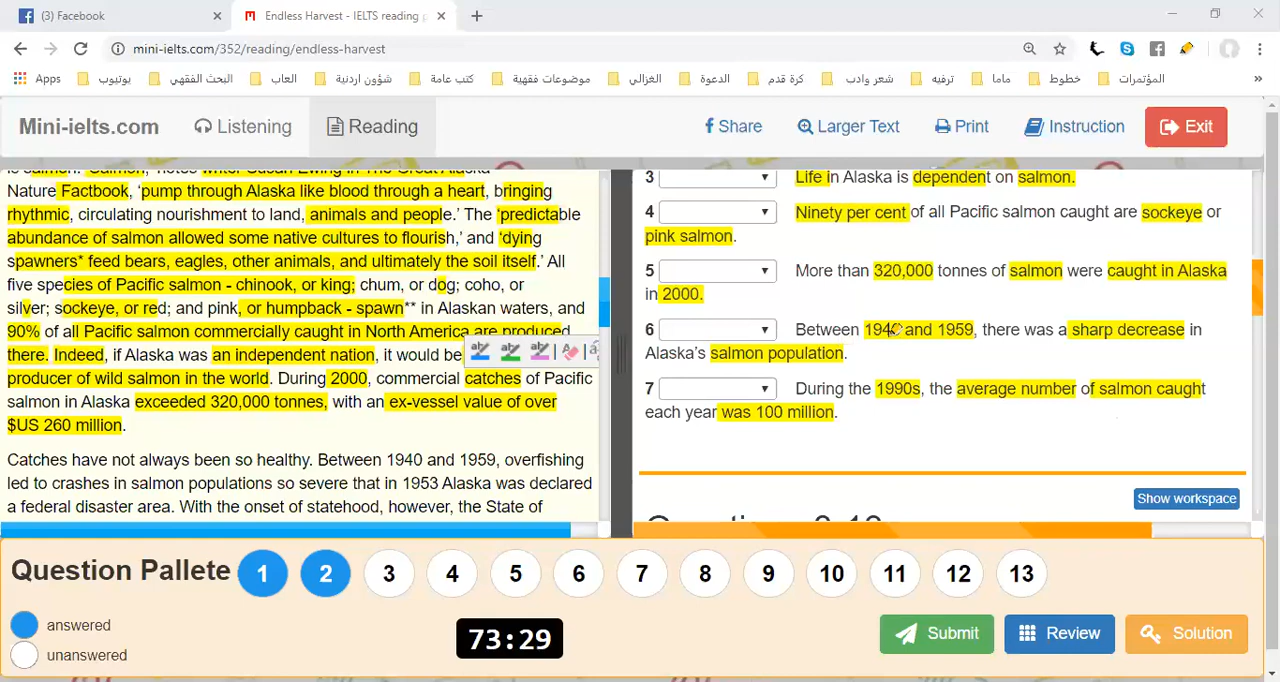 (3) Facebook
Endless Harvest - IELTS reading
mini-ielts.com/352/reading/endless-harvest
Apps
يوتيوب
البحث الفقهي
العاب
شؤون اردنية
كتب عامة
موضوعات فقهية
الغزالي
الدعوة
كرة قدم
شعر وادب
ترفيه
ماما
خطوط
المؤتمرات
»
Mini-ielts.com
Listening
Reading
Share
Larger Text
Print
Instruction
Exit
is salmon. 'Salmon,' notes writer Susan Ewing in The Great Alaska
Nature Factbook, 'pump through Alaska like blood through a heart, bringing
rhythmic, circulating nourishment to land, animals and people.' The 'predictable
abundance of salmon allowed some native cultures to flourish,' and 'dying
spawners* feed bears, eagles, other animals, and ultimately the soil itself.' All
five species of Pacific salmon - chinook, or king; chum, or dog; coho, or
silver; sockeye, or red; and pink, or humpback - spawn** in Alaskan waters, and
90% of all Pacific salmon commercially caught in North America are produced
there. Indeed, if Alaska was an independent nation, it would be
producer of wild salmon in the world. During 2000, commercial catches of Pacific
salmon in Alaska exceeded 320,000 tonnes, with an ex-vessel value of over
$US 260 million.
Catches have not always been so healthy. Between 1940 and 1959, overfishing
led to crashes in salmon populations so severe that in 1953 Alaska was declared
a federal disaster area. With the onset of statehood, however, the State of
3 Life in Alaska is dependent on salmon.
4 Ninety per cent of all Pacific salmon caught are sockeye or
pink salmon.
5 More than 320,000 tonnes of salmon were caught in Alaska
in 2000.
6 Between 1940 and 1959, there was a sharp decrease in
Alaska's salmon population.
7 During the 1990s, the average number of salmon caught
each year was 100 million.
Show workspace
Question Pallete
1 2 3 4 5 6 7 8 9 10 11 12 13
answered
unanswered
73:29
Submit
Review
Solution